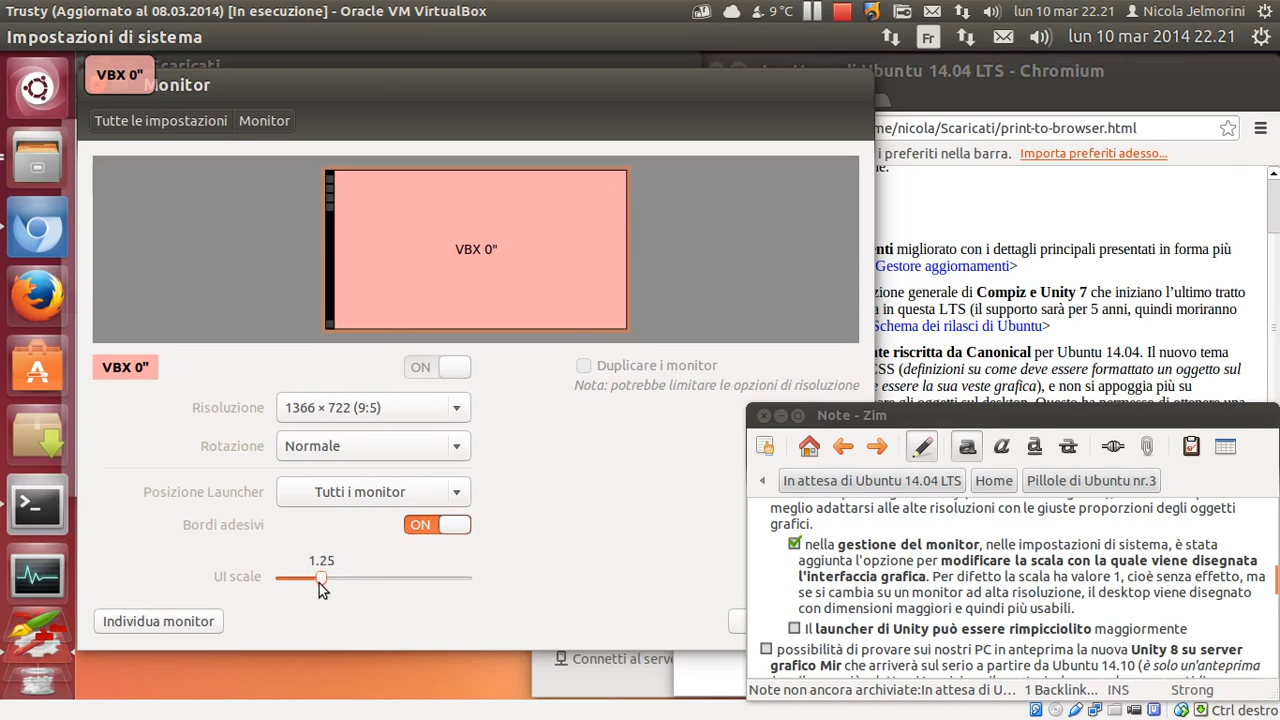 Trusty (Aggiornato al 08.03.2014) [In esecuzione] - Oracle VM VirtualBox
9 °C
lun 10 mar 22.21
Nicola Jelmorini
Impostazioni di sistema
Fr
lun 10 mar 2014 22.21
VBX 0"
Scaricati
di Ubuntu 14.04 LTS - Chromium
Monitor
Tutte le impostazioni
Monitor
me/nicola/Scaricati/print-to-browser.html
i preferiti nella barra. Importa preferiti adesso...
VBX 0"
migliorato con i dettagli principali presentati in forma più
Gestore aggiornamenti>
zione generale di Compiz e Unity 7 che iniziano l'ultimo tratto
a in questa LTS (il supporto sarà per 5 anni, quindi moriranno
Schema dei rilasci di Ubuntu>
te riscritta da Canonical per Ubuntu 14.04. Il nuovo tema
CSS (definizioni su come deve essere formattato un oggetto sul
e essere la sua veste grafica), e non si appoggia più su
VBX 0"
ON
Duplicare i monitor
Nota: potrebbe limitare le opzioni di risoluzione
Risoluzione
1366 × 722 (9:5)
Rotazione
Normale
Posizione Launcher
Tutti i monitor
Bordi adesivi
ON
1.25
UI scale
Individua monitor
Connetti al serve
Note - Zim
In attesa di Ubuntu 14.04 LTS
Home
Pillole di Ubuntu nr.3
meglio adattarsi alle alte risoluzioni con le giuste proporzioni degli oggetti
grafici.
nella gestione del monitor, nelle impostazioni di sistema, è stata
aggiunta l'opzione per modificare la scala con la quale viene disegnata
l'interfaccia grafica. Per difetto la scala ha valore 1, cioè senza effetto, ma
se si cambia su un monitor ad alta risoluzione, il desktop viene disegnato
con dimensioni maggiori e quindi più usabili.
Il launcher di Unity può essere rimpicciolito maggiormente
possibilità di provare sui nostri PC in anteprima la nuova Unity 8 su server
grafico Mir che arriverà sul serio a partire da Ubuntu 14.10 (è solo un'anteprima
Note non ancora archiviate:In attesa di U...
1 Backlink...
INS
Strong
Ctrl destro